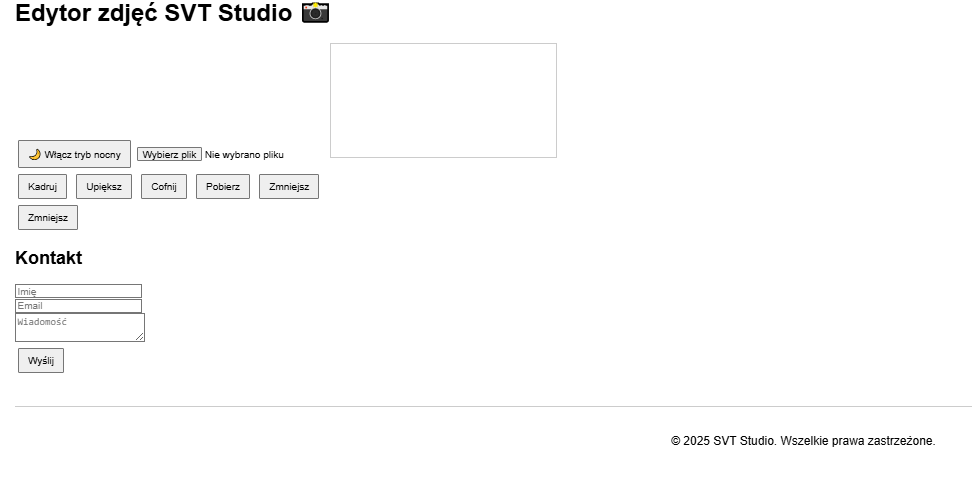 Edytor zdjęć SVT Studio 📷
🌙 Włącz tryb nocny Wybierz plik Nie wybrano pliku
Kadruj Upiększ Cofnij Pobierz Zmniejsz
Zmniejsz
Kontakt
Imię
Email
Wiadomość
Wyślij
© 2025 SVT Studio. Wszelkie prawa zastrzeżone.